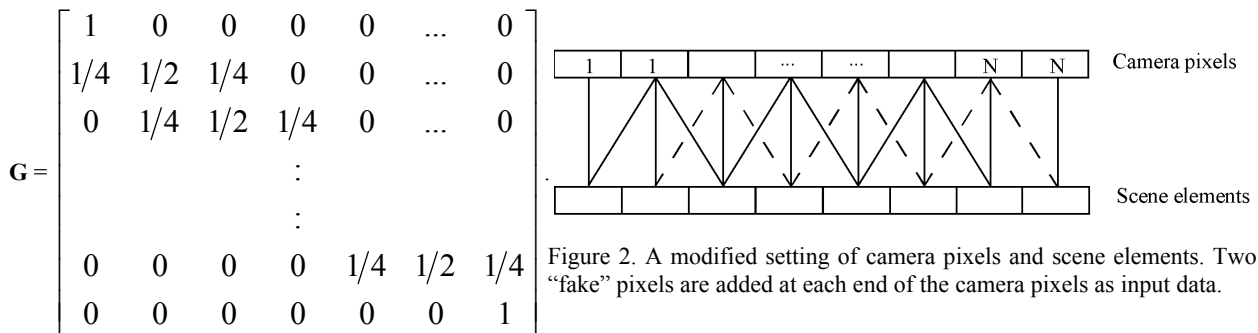 1 0 0 0 0 ... 0
1/4 1/2 1/4 0 0 ... 0
0 1/4 1/2 1/4 0 ... 0
G = :
:
0 0 0 0 1/4 1/2 1/4
0 0 0 0 0 0 1
.
1 1 ... ... N N Camera pixels
Scene elements
Figure 2. A modified setting of camera pixels and scene elements. Two
“fake” pixels are added at each end of the camera pixels as input data.